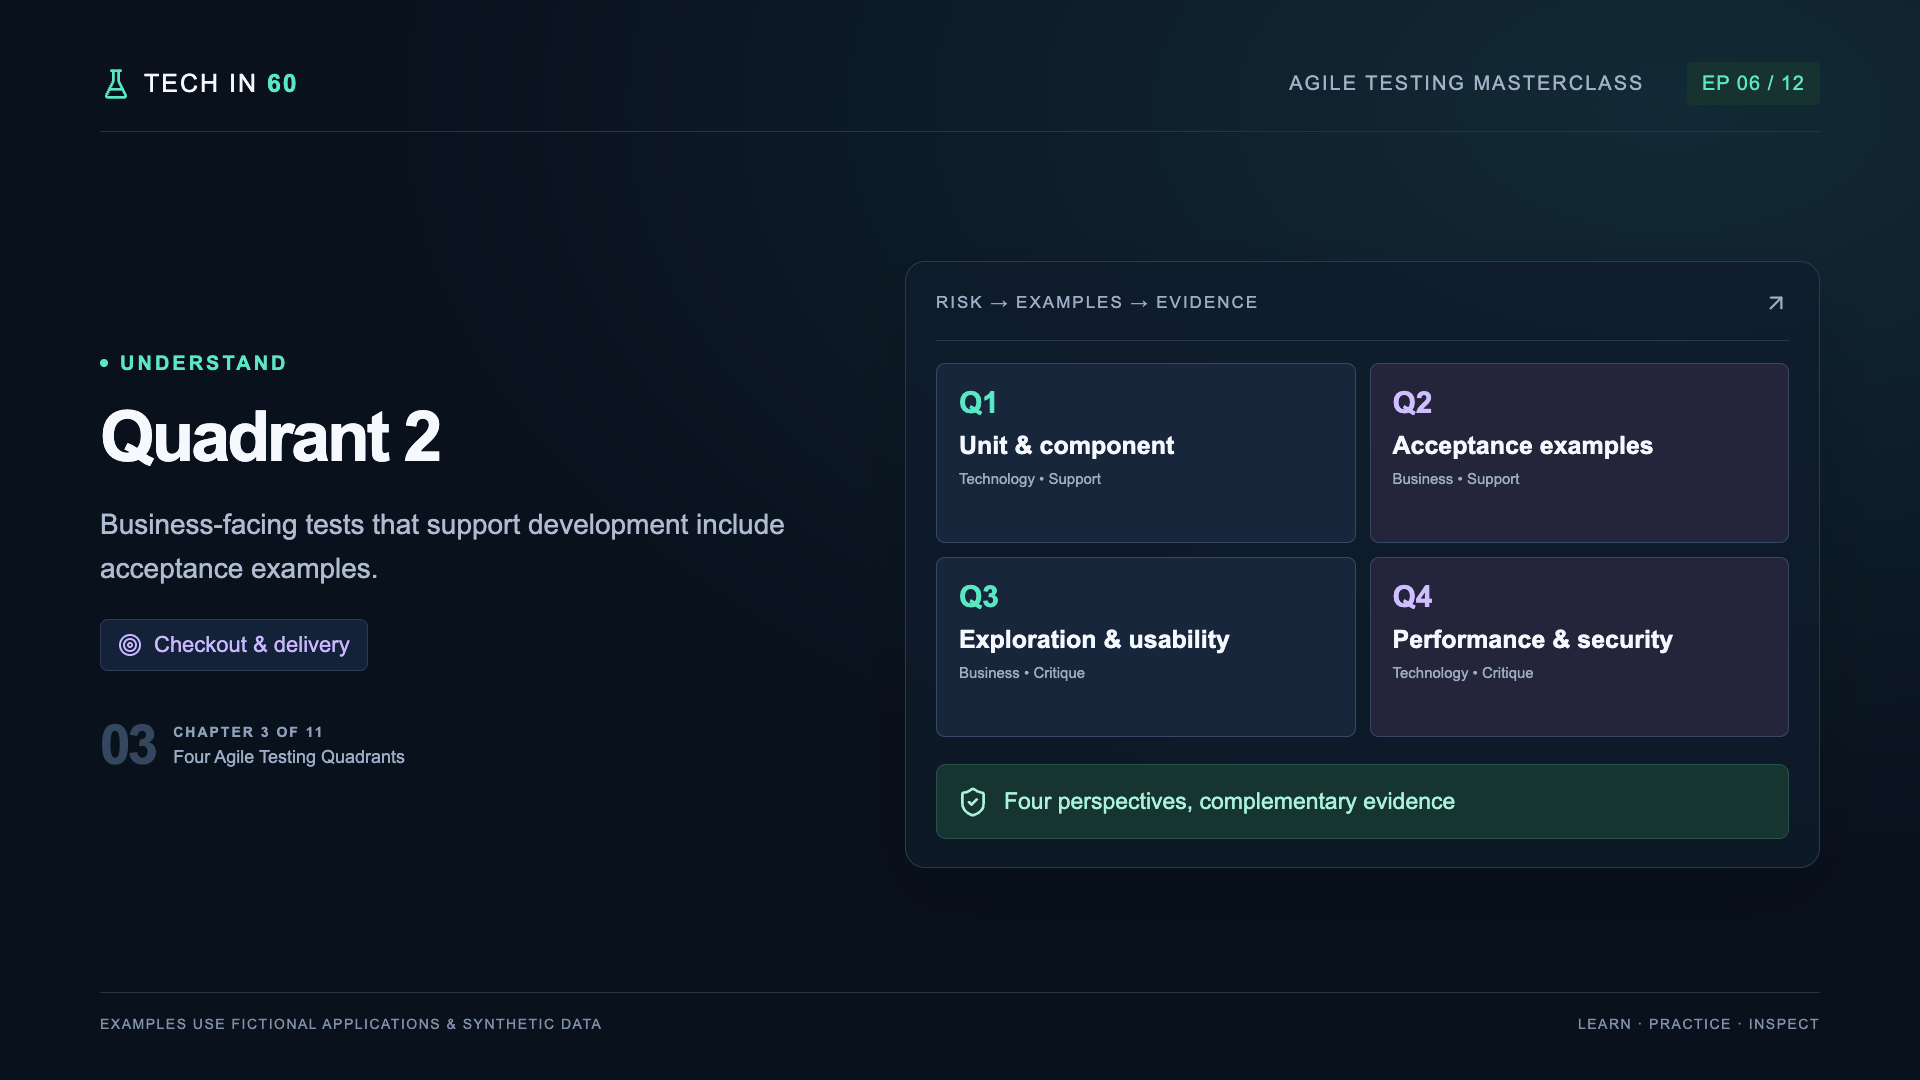 TECH IN 60
AGILE TESTING MASTERCLASS
EP 06 / 12
• UNDERSTAND
Quadrant 2
Business-facing tests that support development include
acceptance examples.
Checkout & delivery
03
CHAPTER 3 OF 11
Four Agile Testing Quadrants
RISK → EXAMPLES → EVIDENCE
Q1
Unit & component
Technology • Support
Q2
Acceptance examples
Business • Support
Q3
Exploration & usability
Business • Critique
Q4
Performance & security
Technology • Critique
Four perspectives, complementary evidence
EXAMPLES USE FICTIONAL APPLICATIONS & SYNTHETIC DATA
LEARN · PRACTICE · INSPECT